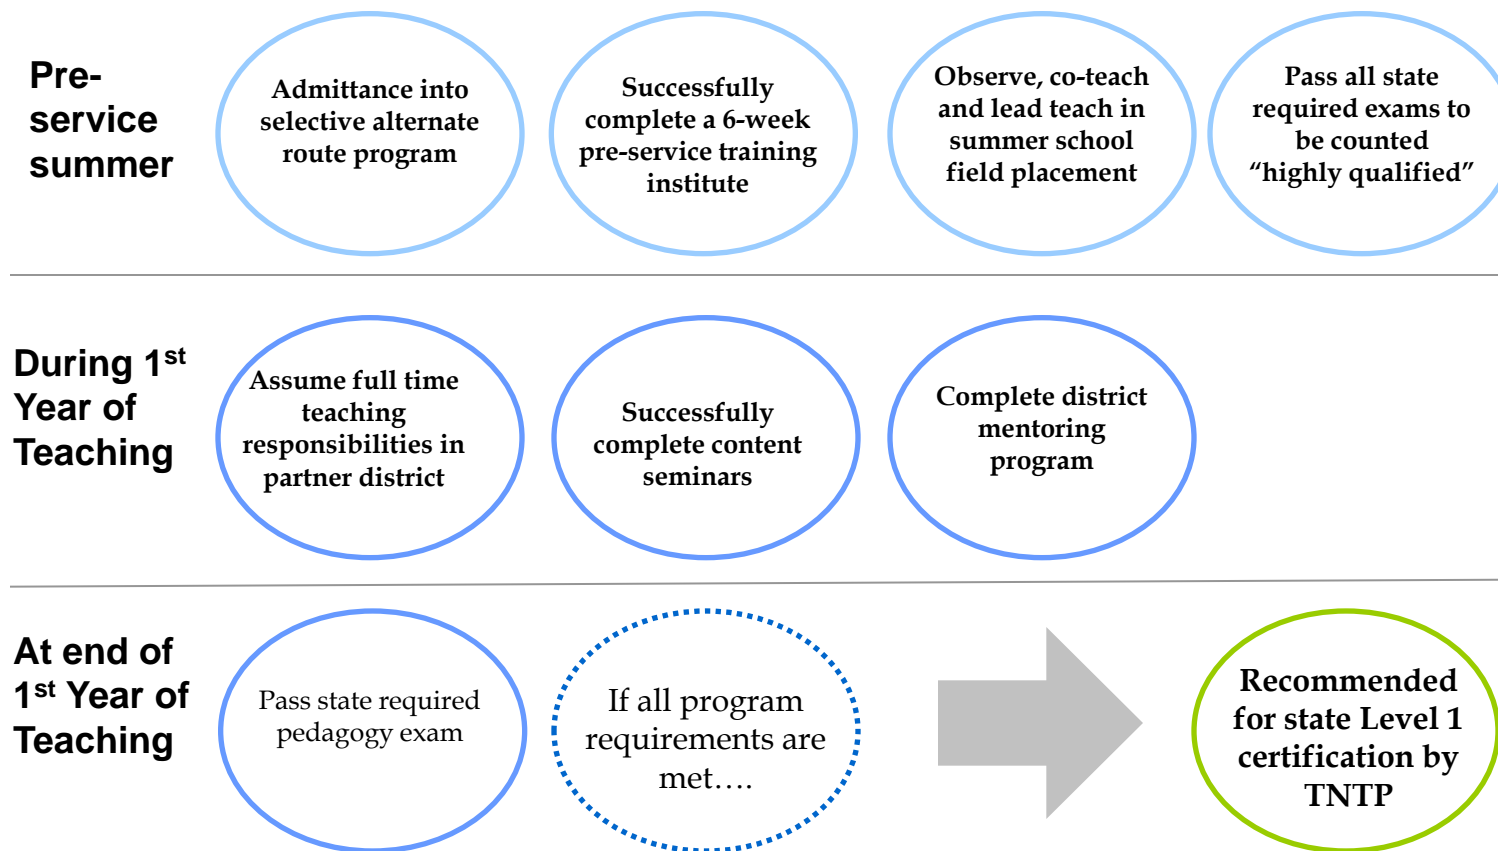 Pre-
service
summer
Admittance into
selective alternate
route program
Successfully
complete a 6-week
pre-service training
institute
Observe, co-teach
and lead teach in
summer school
field placement
Pass all state
required exams to
be counted
“highly qualified”
During 1st
Year of
Teaching
Assume full time
teaching
responsibilities in
partner district
Successfully
complete content
seminars
Complete district
mentoring
program
At end of
1st Year of
Teaching
Pass state required
pedagogy exam
If all program
requirements are
met….
Recommended
for state Level 1
certification by
TNTP